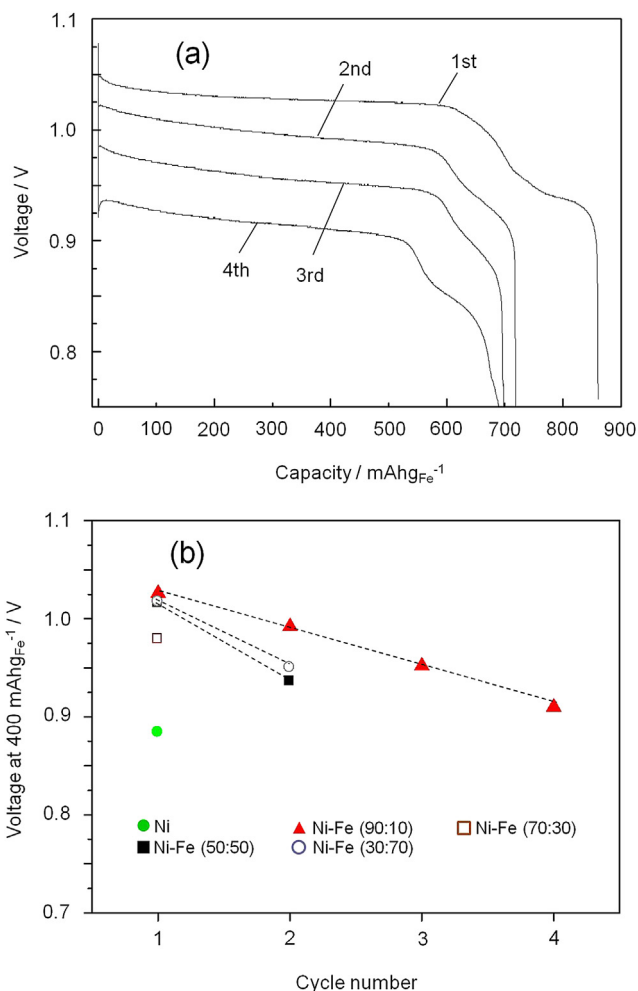 1.1
(a)
2nd
1st
1.0
Voltage / V
0.9
4th
3rd
0.8
0 100 200 300 400 500 600 700 800 900
Capacity / mAhg_Fe^-1
1.1
(b)
1.0
Voltage at 400 mAhg_Fe^-1 / V
0.9
Ni Ni-Fe (90:10) Ni-Fe (70:30)
0.8
Ni-Fe (50:50) Ni-Fe (30:70)
0.7
1 2 3 4
Cycle number